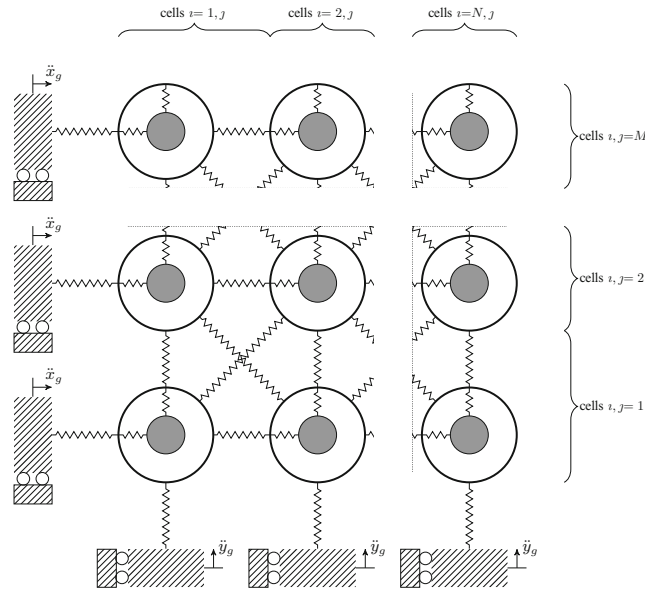 cells ı= 1, ȷ
cells ı= 2, ȷ
cells ı=N, ȷ
ẍg
cells ı, ȷ=M
ẍg
cells ı, ȷ= 2
ẍg
cells ı, ȷ= 1
ÿg
ÿg
ÿg